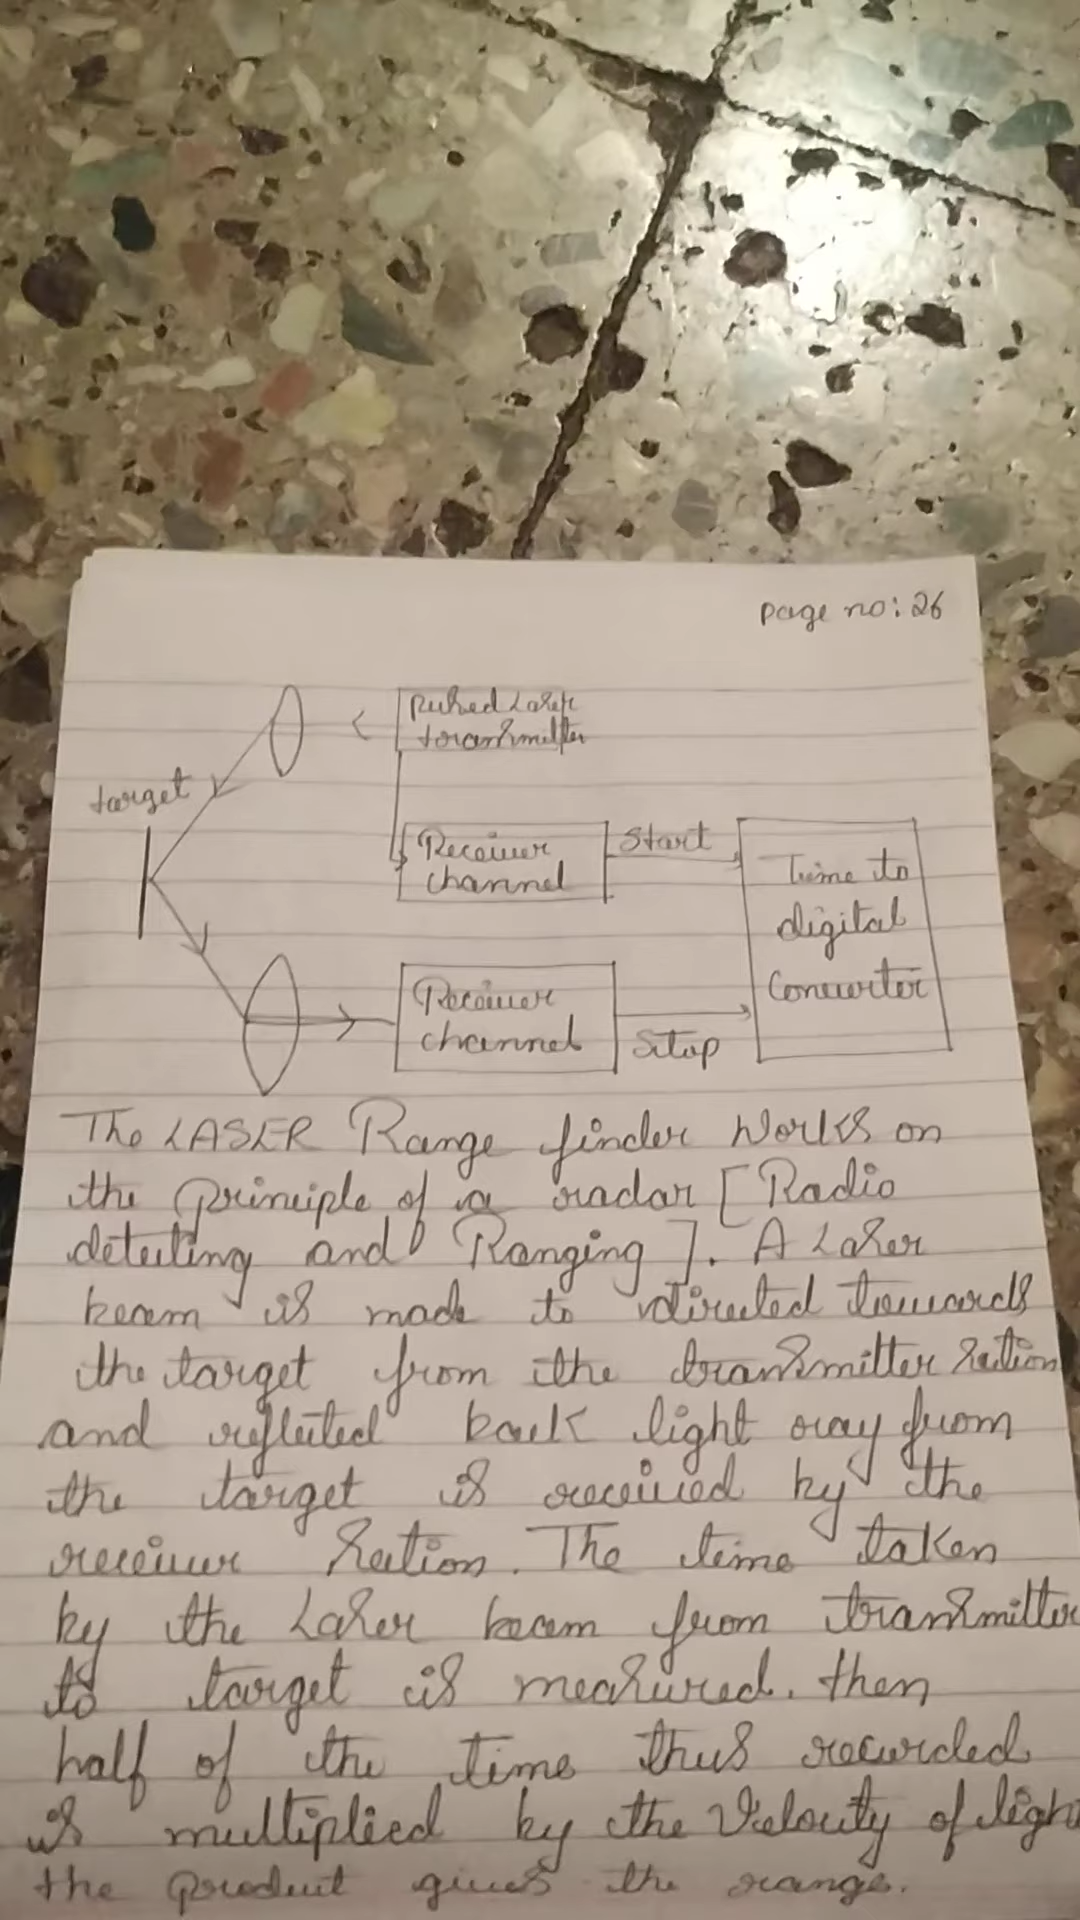 page no: 26
Pulsed Laser
transmitter
target
Receiver
channel
Start
Time to
digital
Converter
Receiver
channel
Stop
The LASER Range finder works on
the principle of a radar [Radio
detecting and Ranging]. A Laser
beam is made to directed towards
the target from the transmitter section
and reflected back light ray from
the target is received by the
receiver section. The time taken
by the Laser beam from transmitter
to target is measured. then
half of the time thus recorded
is multiplied by the Velocity of light
the product gives the range.